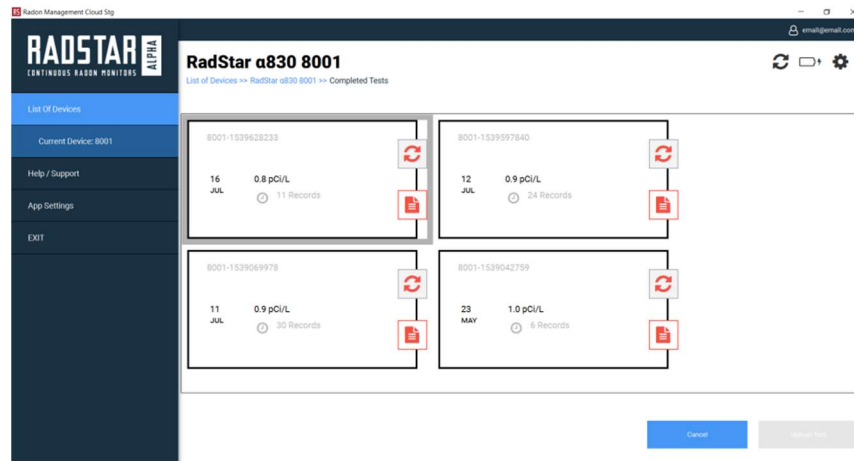 RS Radon Management Cloud Stg
email@email.com
RADSTAR ALPHA
CONTINUOUS RADON MONITORS
RadStar α830 8001
List of Devices >> RadStar α830 8001 >> Completed Tests
List Of Devices
Current Device: 8001
Help / Support
App Settings
EXIT
8001-1539628233
16
JUL
0.8 pCi/L
11 Records
8001-1539597840
12
JUL
0.9 pCi/L
24 Records
8001-1539069978
11
JUL
0.9 pCi/L
30 Records
8001-1539042759
23
MAY
1.0 pCi/L
6 Records
Cancel
Upload Test